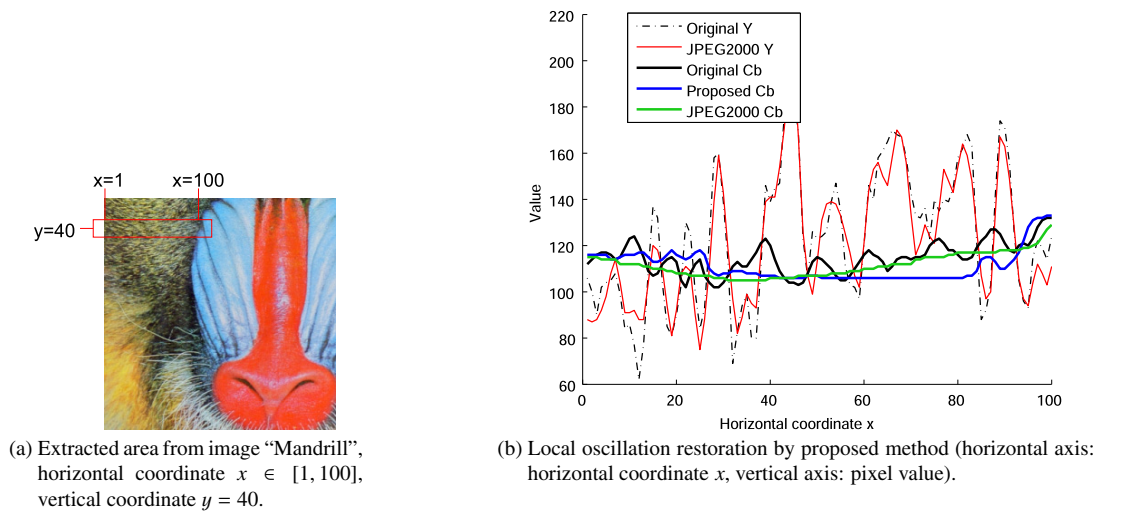 x=1
x=100
y=40
(a) Extracted area from image “Mandrill”,
horizontal coordinate x ∈ [1, 100],
vertical coordinate y = 40.
220
200
180
160
140
120
100
80
60
Value
Original Y
JPEG2000 Y
Original Cb
Proposed Cb
JPEG2000 Cb
0 20 40 60 80 100
Horizontal coordinate x
(b) Local oscillation restoration by proposed method (horizontal axis:
horizontal coordinate x, vertical axis: pixel value).